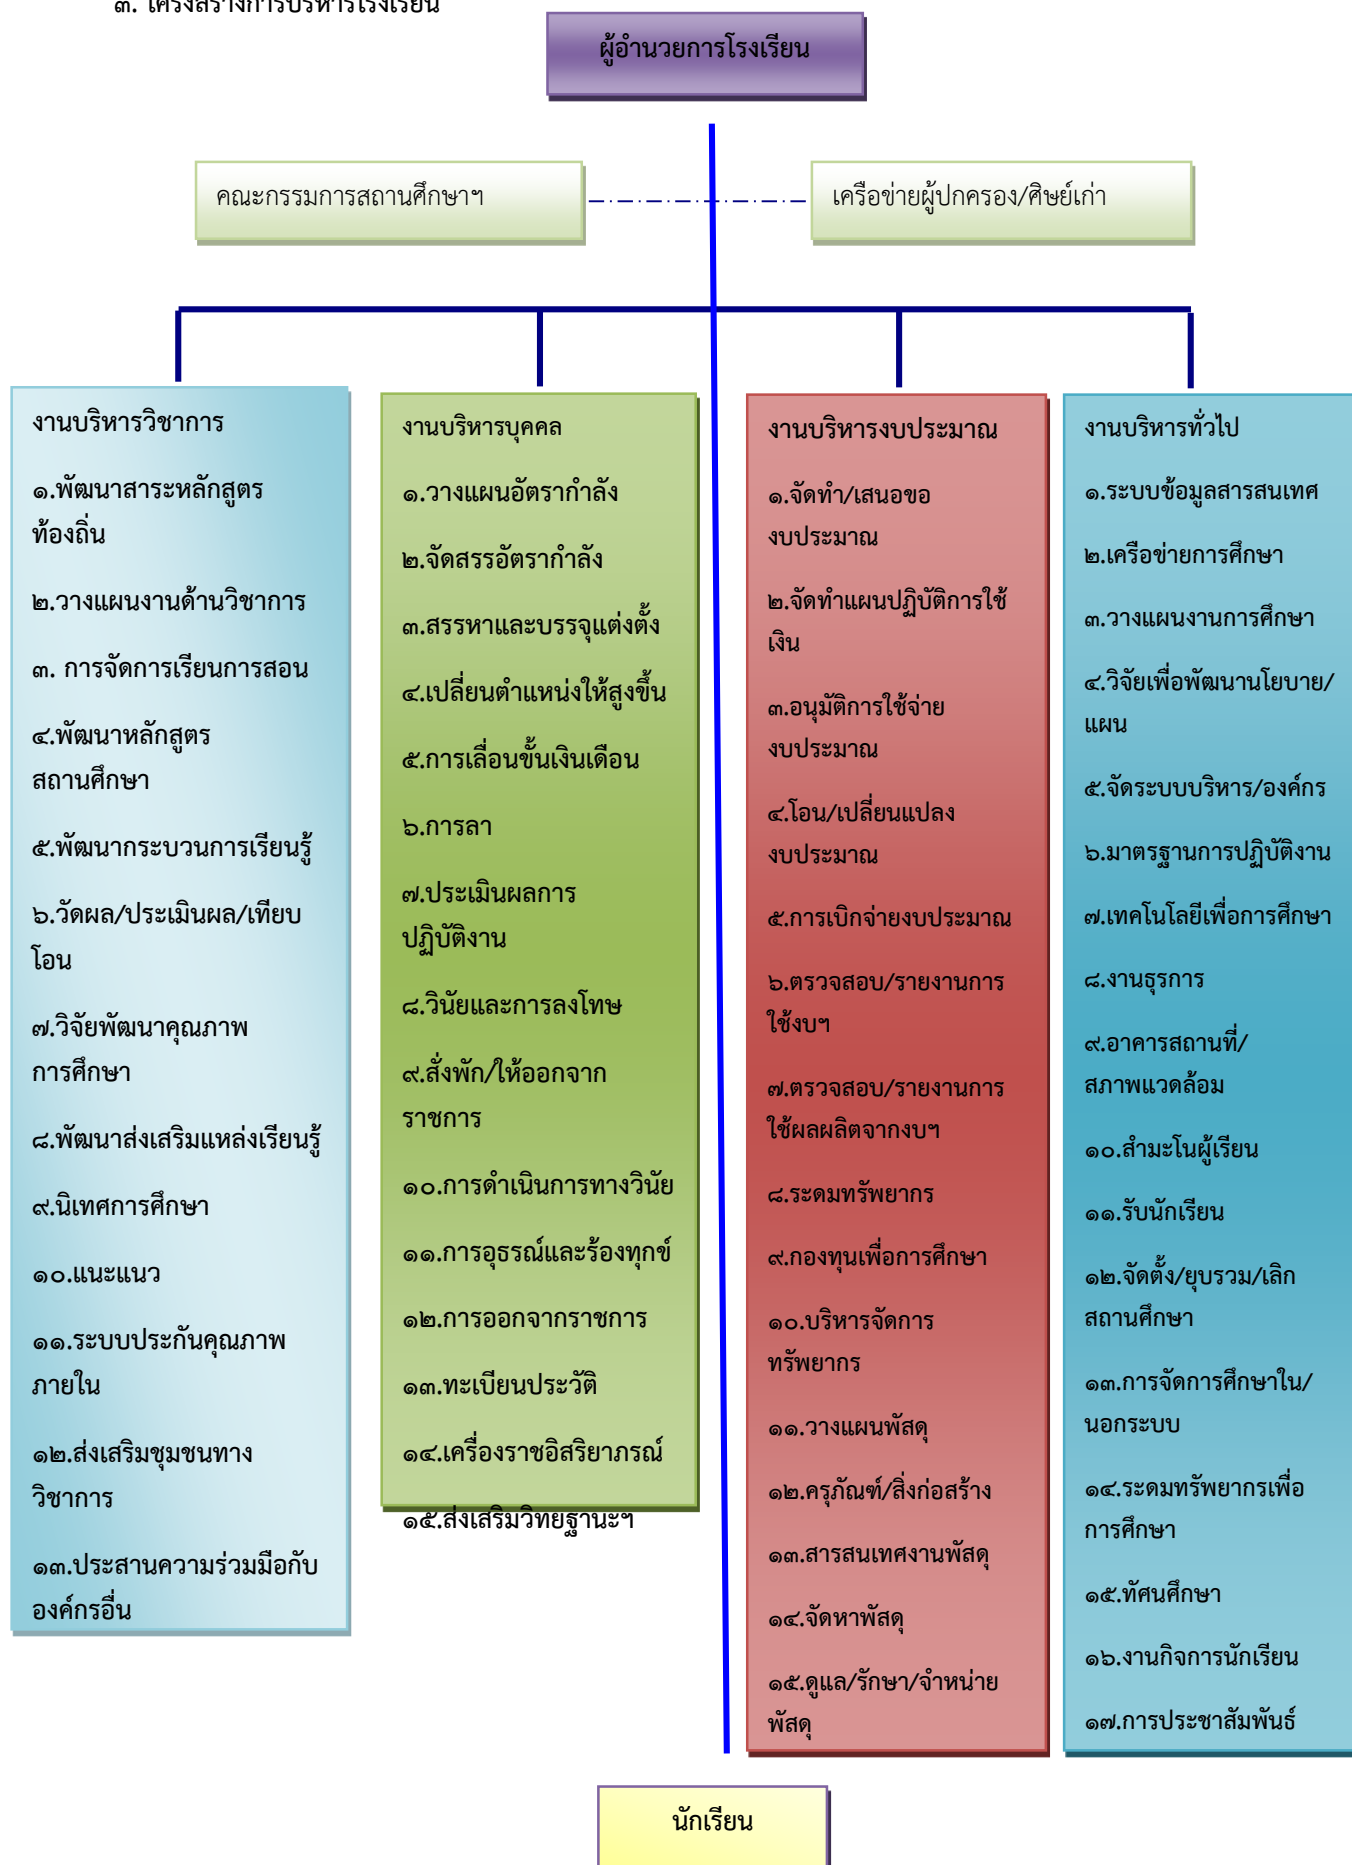 ๓. โครงสร้างการบริหารโรงเรียน
ผู้อำนวยการโรงเรียน
คณะกรรมการสถานศึกษาฯ
เครือข่ายผู้ปกครอง/ศิษย์เก่า
งานบริหารวิชาการ
๑.พัฒนาสาระหลักสูตร
ท้องถิ่น
๒.วางแผนงานด้านวิชาการ
๓. การจัดการเรียนการสอน
๔.พัฒนาหลักสูตร
สถานศึกษา
๕.พัฒนากระบวนการเรียนรู้
๖.วัดผล/ประเมินผล/เทียบ
โอน
๗.วิจัยพัฒนาคุณภาพ
การศึกษา
๘.พัฒนาส่งเสริมแหล่งเรียนรู้
๙.นิเทศการศึกษา
๑๐.แนะแนว
๑๑.ระบบประกันคุณภาพ
ภายใน
๑๒.ส่งเสริมชุมชนทาง
วิชาการ
๑๓.ประสานความร่วมมือกับ
องค์กรอื่น
งานบริหารบุคคล
๑.วางแผนอัตรากำลัง
๒.จัดสรรอัตรากำลัง
๓.สรรหาและบรรจุแต่งตั้ง
๔.เปลี่ยนตำแหน่งให้สูงขึ้น
๕.การเลื่อนขั้นเงินเดือน
๖.การลา
๗.ประเมินผลการ
ปฏิบัติงาน
๘.วินัยและการลงโทษ
๙.สั่งพัก/ให้ออกจาก
ราชการ
๑๐.การดำเนินการทางวินัย
๑๑.การอุธรณ์และร้องทุกข์
๑๒.การออกจากราชการ
๑๓.ทะเบียนประวัติ
๑๔.เครื่องราชอิสริยาภรณ์
๑๕.ส่งเสริมวิทยฐานะฯ
งานบริหารงบประมาณ
๑.จัดทำ/เสนอขอ
งบประมาณ
๒.จัดทำแผนปฏิบัติการใช้
เงิน
๓.อนุมัติการใช้จ่าย
งบประมาณ
๔.โอน/เปลี่ยนแปลง
งบประมาณ
๕.การเบิกจ่ายงบประมาณ
๖.ตรวจสอบ/รายงานการ
ใช้งบฯ
๗.ตรวจสอบ/รายงานการ
ใช้ผลผลิตจากงบฯ
๘.ระดมทรัพยากร
๙.กองทุนเพื่อการศึกษา
๑๐.บริหารจัดการ
ทรัพยากร
๑๑.วางแผนพัสดุ
๑๒.ครุภัณฑ์/สิ่งก่อสร้าง
๑๓.สารสนเทศงานพัสดุ
๑๔.จัดหาพัสดุ
๑๕.ดูแล/รักษา/จำหน่าย
พัสดุ
งานบริหารทั่วไป
๑.ระบบข้อมูลสารสนเทศ
๒.เครือข่ายการศึกษา
๓.วางแผนงานการศึกษา
๔.วิจัยเพื่อพัฒนานโยบาย/
แผน
๕.จัดระบบบริหาร/องค์กร
๖.มาตรฐานการปฏิบัติงาน
๗.เทคโนโลยีเพื่อการศึกษา
๘.งานธุรการ
๙.อาคารสถานที่/
สภาพแวดล้อม
๑๐.สำมะโนผู้เรียน
๑๑.รับนักเรียน
๑๒.จัดตั้ง/ยุบรวม/เลิก
สถานศึกษา
๑๓.การจัดการศึกษาใน/
นอกระบบ
๑๔.ระดมทรัพยากรเพื่อ
การศึกษา
๑๕.ทัศนศึกษา
๑๖.งานกิจการนักเรียน
๑๗.การประชาสัมพันธ์
นักเรียน